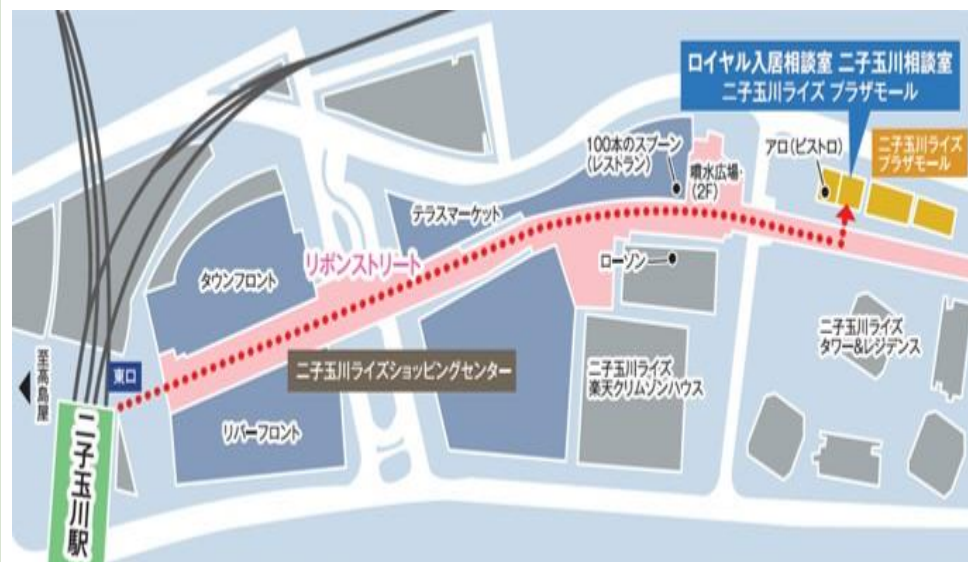 ロイヤル入居相談室 二子玉川相談室
二子玉川ライズ プラザモール
100本のスプーン
(レストラン)
噴水広場・
(2F)
アロ(ビストロ)
二子玉川ライズ
プラザモール
テラスマーケット
リボンストリート
タウンフロント
ローソン
二子玉川ライズ
タワー&レジデンス
至高島屋
東口
二子玉川ライズショッピングセンター
二子玉川ライズ
楽天クリムゾンハウス
リバーフロント
二子玉川駅